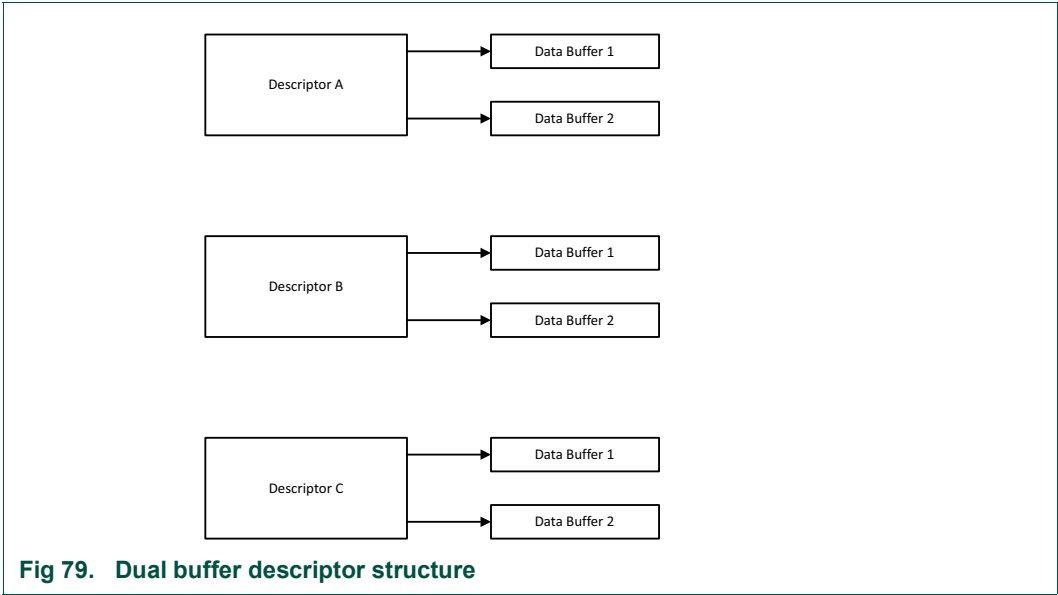 Descriptor A
Data Buffer 1
Data Buffer 2
Descriptor B
Data Buffer 1
Data Buffer 2
Descriptor C
Data Buffer 1
Data Buffer 2
Fig 79. Dual buffer descriptor structure